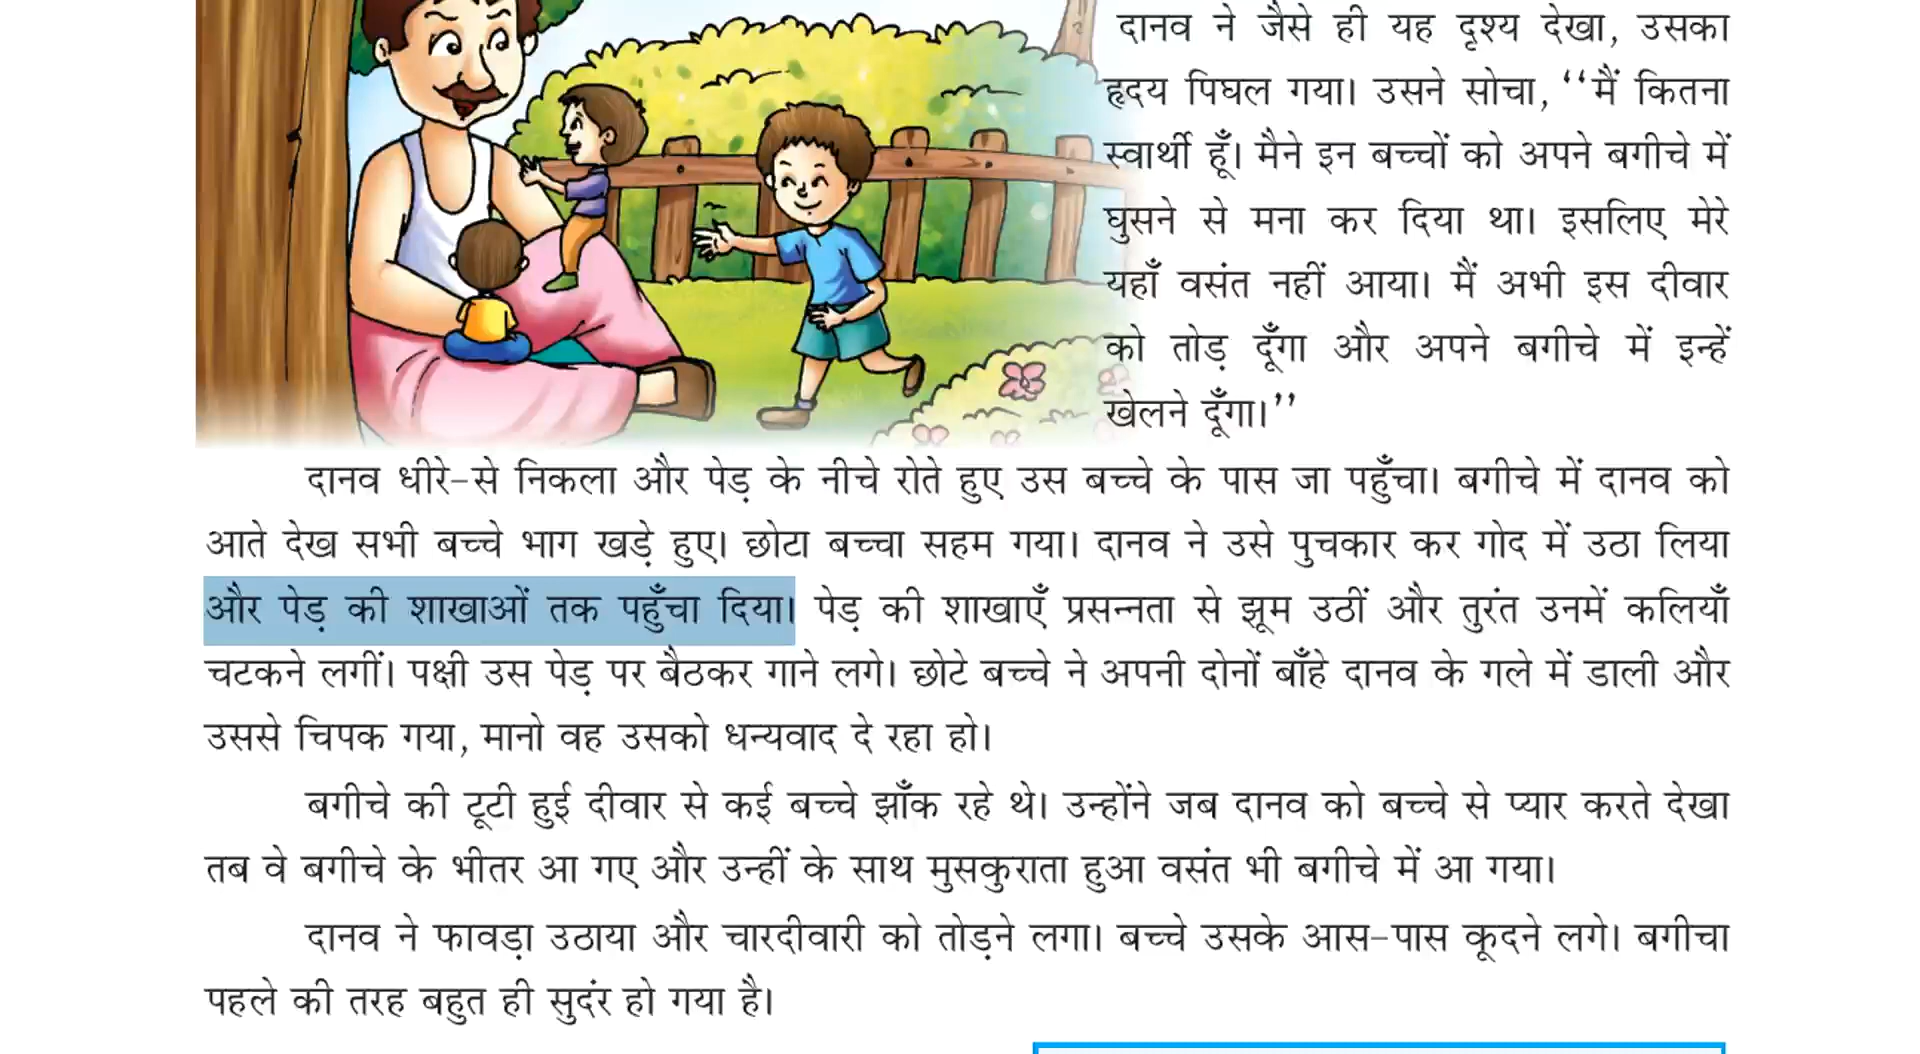 दानव ने जैसे ही यह दृश्य देखा, उसका
हृदय पिघल गया। उसने सोचा, ‘‘मैं कितना
स्वार्थी हूँ। मैने इन बच्चों को अपने बगीचे में
घुसने से मना कर दिया था। इसलिए मेरे
यहाँ वसंत नहीं आया। मैं अभी इस दीवार
को तोड़ दूँगा और अपने बगीचे में इन्हें
खेलने दूँगा।’’
दानव धीरे-से निकला और पेड़ के नीचे रोते हुए उस बच्चे के पास जा पहुँचा। बगीचे में दानव को
आते देख सभी बच्चे भाग खड़े हुए। छोटा बच्चा सहम गया। दानव ने उसे पुचकार कर गोद में उठा लिया
और पेड़ की शाखाओं तक पहुँचा दिया। पेड़ की शाखाएँ प्रसन्नता से झूम उठीं और तुरंत उनमें कलियाँ
चटकने लगीं। पक्षी उस पेड़ पर बैठकर गाने लगे। छोटे बच्चे ने अपनी दोनों बाँहे दानव के गले में डाली और
उससे चिपक गया, मानो वह उसको धन्यवाद दे रहा हो।
बगीचे की टूटी हुई दीवार से कई बच्चे झाँक रहे थे। उन्होंने जब दानव को बच्चे से प्यार करते देखा
तब वे बगीचे के भीतर आ गए और उन्हीं के साथ मुसकुराता हुआ वसंत भी बगीचे में आ गया।
दानव ने फावड़ा उठाया और चारदीवारी को तोड़ने लगा। बच्चे उसके आस-पास कूदने लगे। बगीचा
पहले की तरह बहुत ही सुदंर हो गया है।